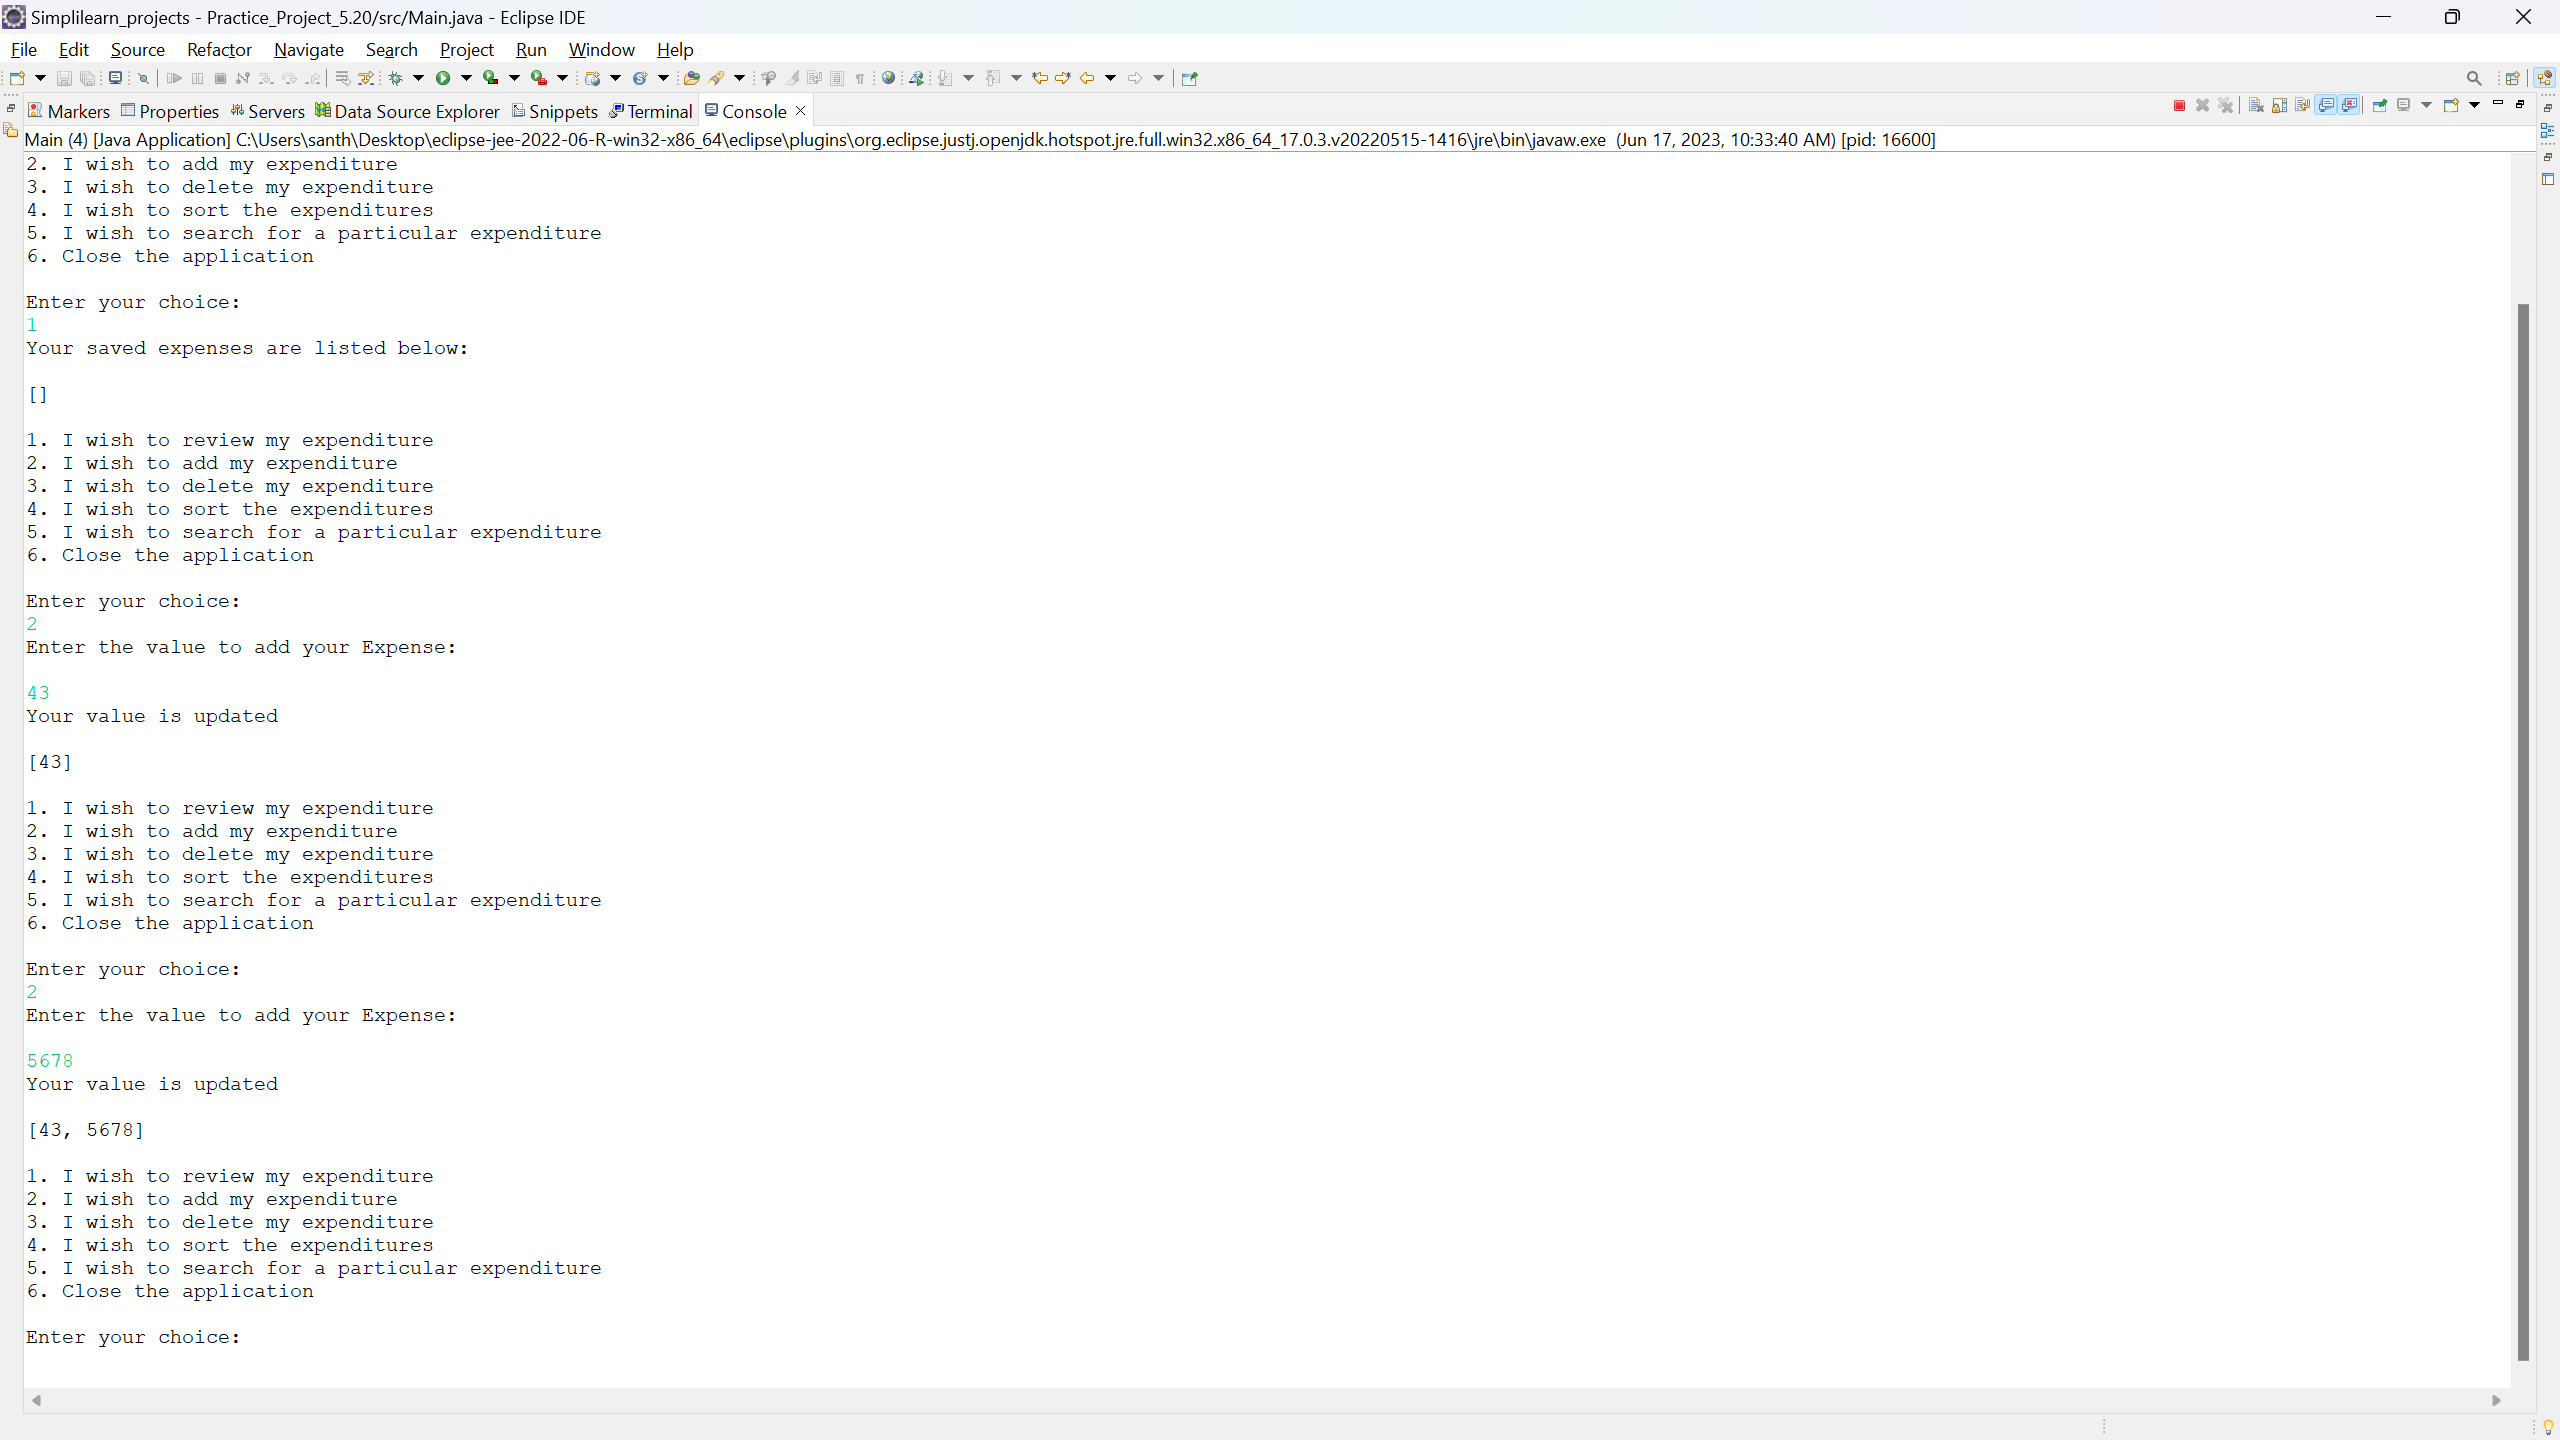 Simplilearn_projects - Practice_Project_5.20/src/Main.java - Eclipse IDE
File Edit Source Refactor Navigate Search Project Run Window Help
Markers Properties Servers Data Source Explorer Snippets Terminal Console
Main (4) [Java Application] C:\Users\santh\Desktop\eclipse-jee-2022-06-R-win32-x86_64\eclipse\plugins\org.eclipse.justj.openjdk.hotspot.jre.full.win32.x86_64_17.0.3.v20220515-1416\jre\bin\javaw.exe (Jun 17, 2023, 10:33:40 AM) [pid: 16600]
2. I wish to add my expenditure
3. I wish to delete my expenditure
4. I wish to sort the expenditures
5. I wish to search for a particular expenditure
6. Close the application
Enter your choice:
1
Your saved expenses are listed below:
[]
1. I wish to review my expenditure
2. I wish to add my expenditure
3. I wish to delete my expenditure
4. I wish to sort the expenditures
5. I wish to search for a particular expenditure
6. Close the application
Enter your choice:
2
Enter the value to add your Expense:
43
Your value is updated
[43]
1. I wish to review my expenditure
2. I wish to add my expenditure
3. I wish to delete my expenditure
4. I wish to sort the expenditures
5. I wish to search for a particular expenditure
6. Close the application
Enter your choice:
2
Enter the value to add your Expense:
5678
Your value is updated
[43, 5678]
1. I wish to review my expenditure
2. I wish to add my expenditure
3. I wish to delete my expenditure
4. I wish to sort the expenditures
5. I wish to search for a particular expenditure
6. Close the application
Enter your choice: